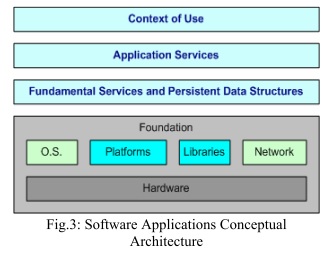 Context of Use
Application Services
Fundamental Services and Persistent Data Structures
Foundation
O.S.
Platforms
Libraries
Network
Hardware
Fig.3: Software Applications Conceptual
Architecture